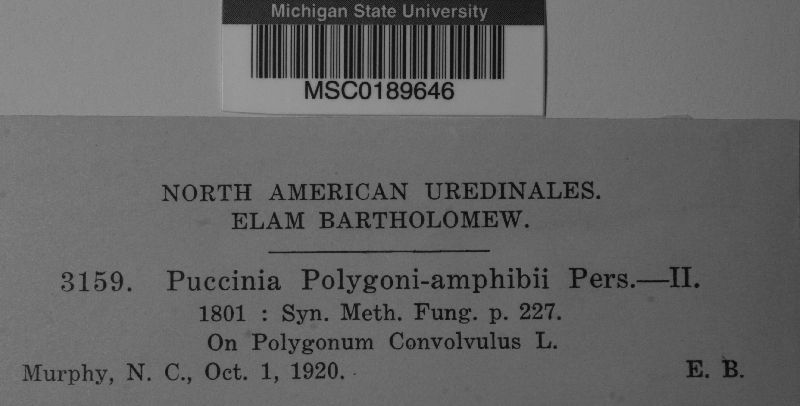 Michigan State University
MSC0189646
NORTH AMERICAN UREDINALES.
ELAM BARTHOLOMEW.
3159. Puccinia Polygoni-amphibii Pers.—II.
1801 : Syn. Meth. Fung. p. 227.
On Polygonum Convolvulus L.
Murphy, N. C., Oct. 1, 1920. E. B.